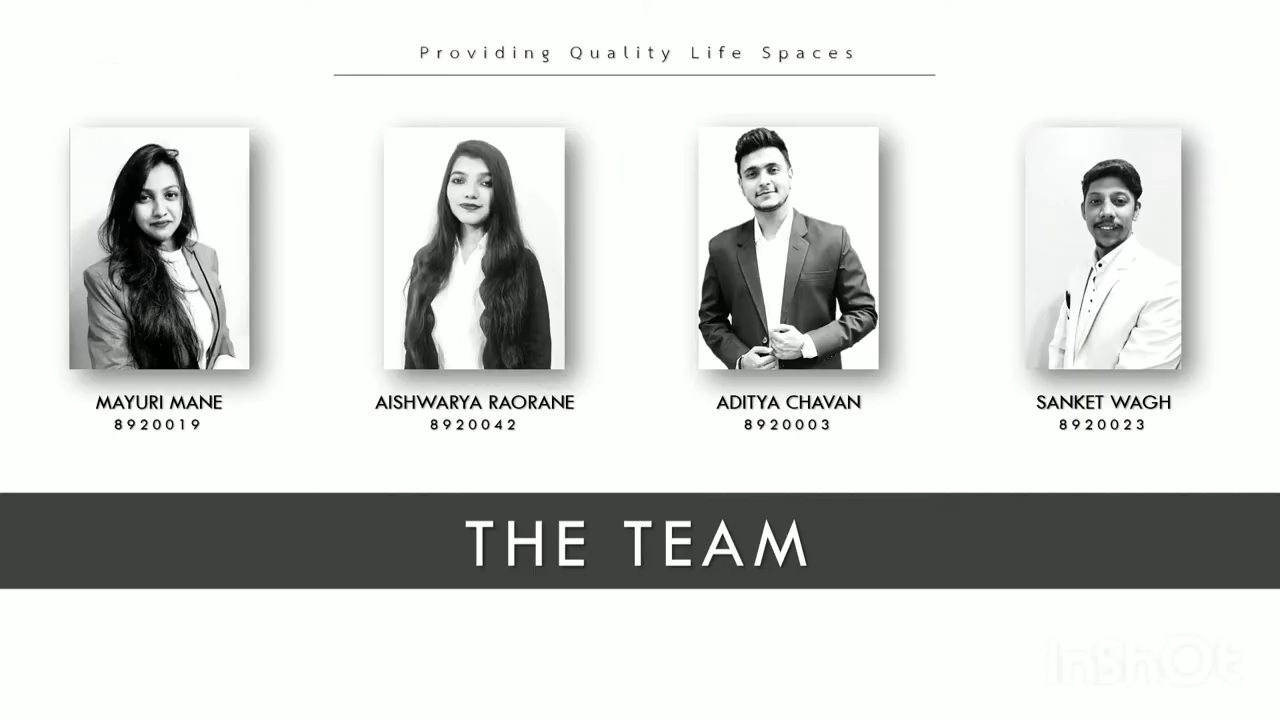 Providing Quality Life Spaces
MAYURI MANE
8920019
AISHWARYA RAORANE
8920042
ADITYA CHAVAN
8920003
SANKET WAGH
8920023
THE TEAM
InShOt